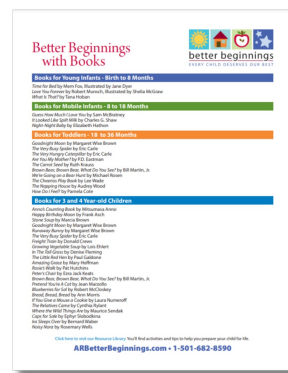 Better Beginnings
with Books
better beginnings
EVERY CHILD DESERVES OUR BEST
Books for Young Infants - Birth to 8 Months
Time for Bed by Mem Fox, Illustrated by Jane Dyer
Love You Forever by Robert Munsch, Illustrated by Sheila McGraw
What is That? by Tana Hoban
Books for Mobile Infants - 8 to 18 Months
Guess How Much I Love You by Sam McBratney
It Looked Like Spilt Milk by Charles G. Shaw
Night Night Baby by Elizabeth Hathon
Books for Toddlers - 18 to 36 Months
Goodnight Moon by Margaret Wise Brown
The Very Busy Spider by Eric Carle
The Very Hungry Caterpillar by Eric Carle
Are You My Mother? by P.D. Eastman
The Carrot Seed by Ruth Krauss
Brown Bear, Brown Bear, What Do You See? by Bill Martin, Jr.
We're Going on a Bear Hunt by Michael Rosen
The Cheerios Play Book by Lee Wade
The Napping House by Audrey Wood
How Do I Feel? by Pamela Cote
Books for 3 and 4 Year-old Children
Anno's Counting Book by Mitsumasa Anno
Happy Birthday Moon by Frank Asch
Stone Soup by Marcia Brown
Goodnight Moon by Margaret Wise Brown
Runaway Bunny by Margaret Wise Brown
The Very Busy Spider by Eric Carle
Freight Train by Donald Crews
Growing Vegetable Soup by Lois Ehlert
In The Tall Grass by Denise Fleming
The Little Red Hen by Paul Galdone
Amazing Grace by Mary Hoffman
Rosie's Walk by Pat Hutchins
Peter's Chair by Ezra Jack Keats
Brown Bear, Brown Bear, What Do You See? by Bill Martin, Jr.
Pretend You're A Cat by Jean Marzollo
Blueberries for Sal by Robert McCloskey
Bread, Bread, Bread by Ann Morris
If You Give a Mouse a Cookie by Laura Numeroff
The Relatives Came by Cynthia Rylant
Where the Wild Things Are by Maurice Sendak
Caps for Sale by Ephyr Slobodkina
Ira Sleeps Over by Bernard Waber
Noisy Nora by Rosemary Wells
Click here to visit our Resource Library. You'll find activities and tips to help you prepare your child for life.
ARBetterBeginnings.com • 1-501-682-8590